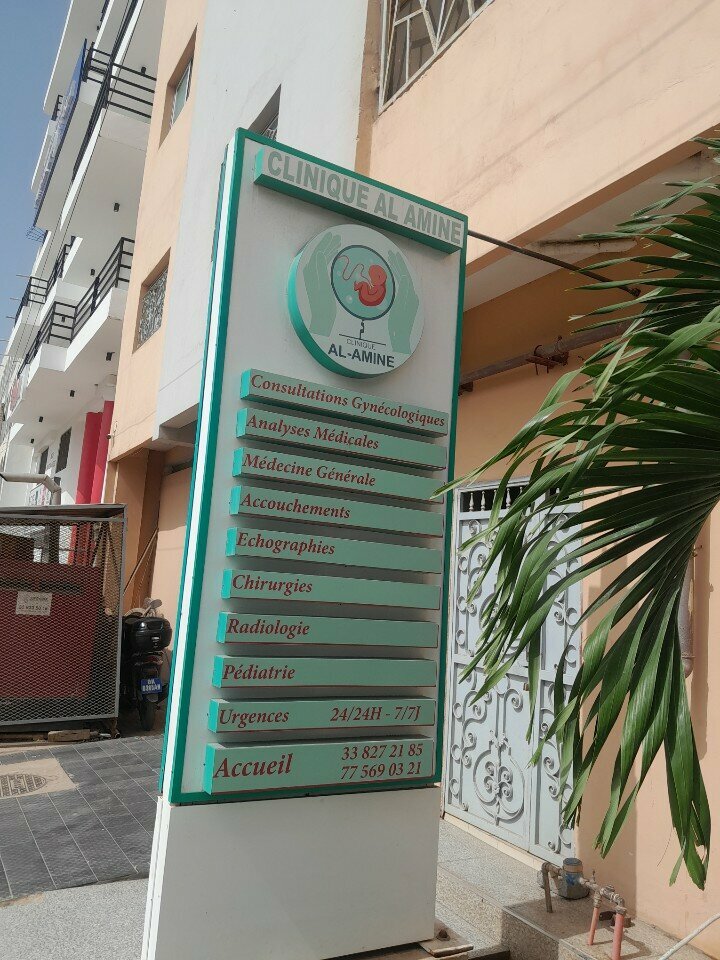 CLINIQUE AL AMINE
CLINIQUE
AL-AMINE
Consultations Gynécologiques
Analyses Médicales
Médecine Générale
Accouchements
Echographies
Chirurgies
Radiologie
Pédiatrie
Urgences 24/24H - 7/7J
Accueil 33 827 21 85
77 569 03 21